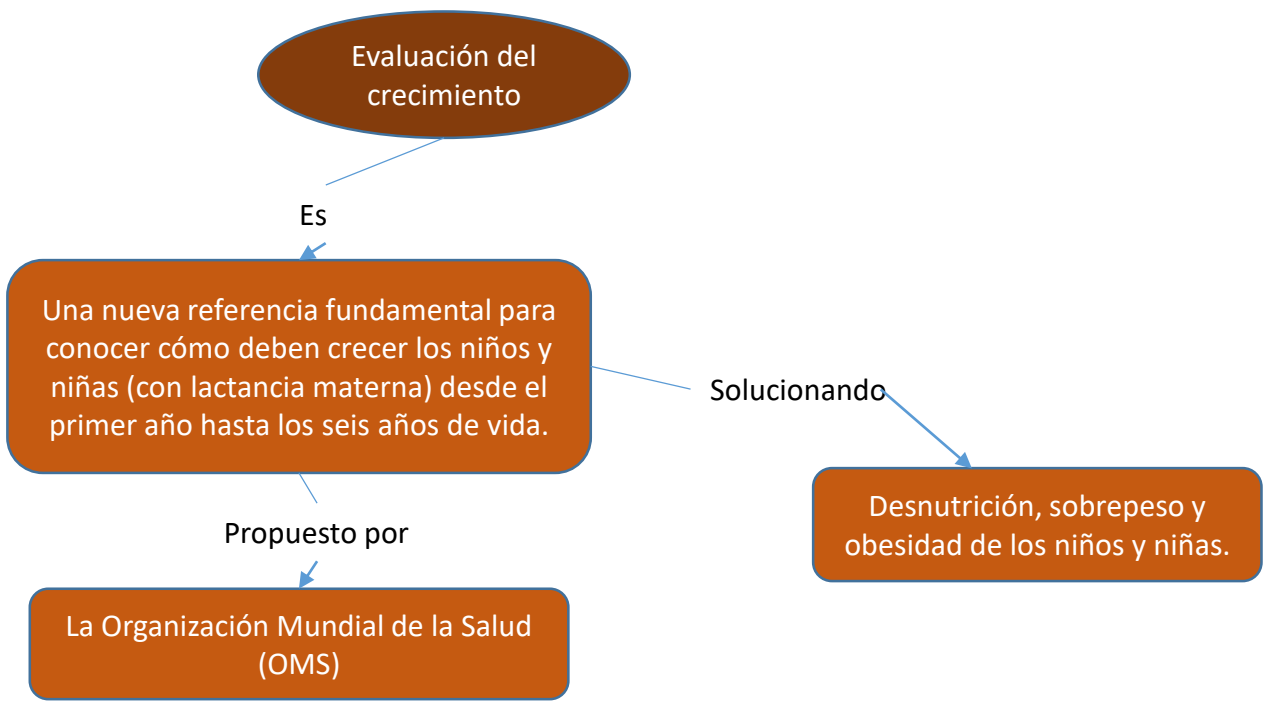 Evaluación del
crecimiento
Es
Una nueva referencia fundamental para
conocer cómo deben crecer los niños y
niñas (con lactancia materna) desde el
primer año hasta los seis años de vida.
Solucionando
Desnutrición, sobrepeso y
obesidad de los niños y niñas.
Propuesto por
La Organización Mundial de la Salud
(OMS)